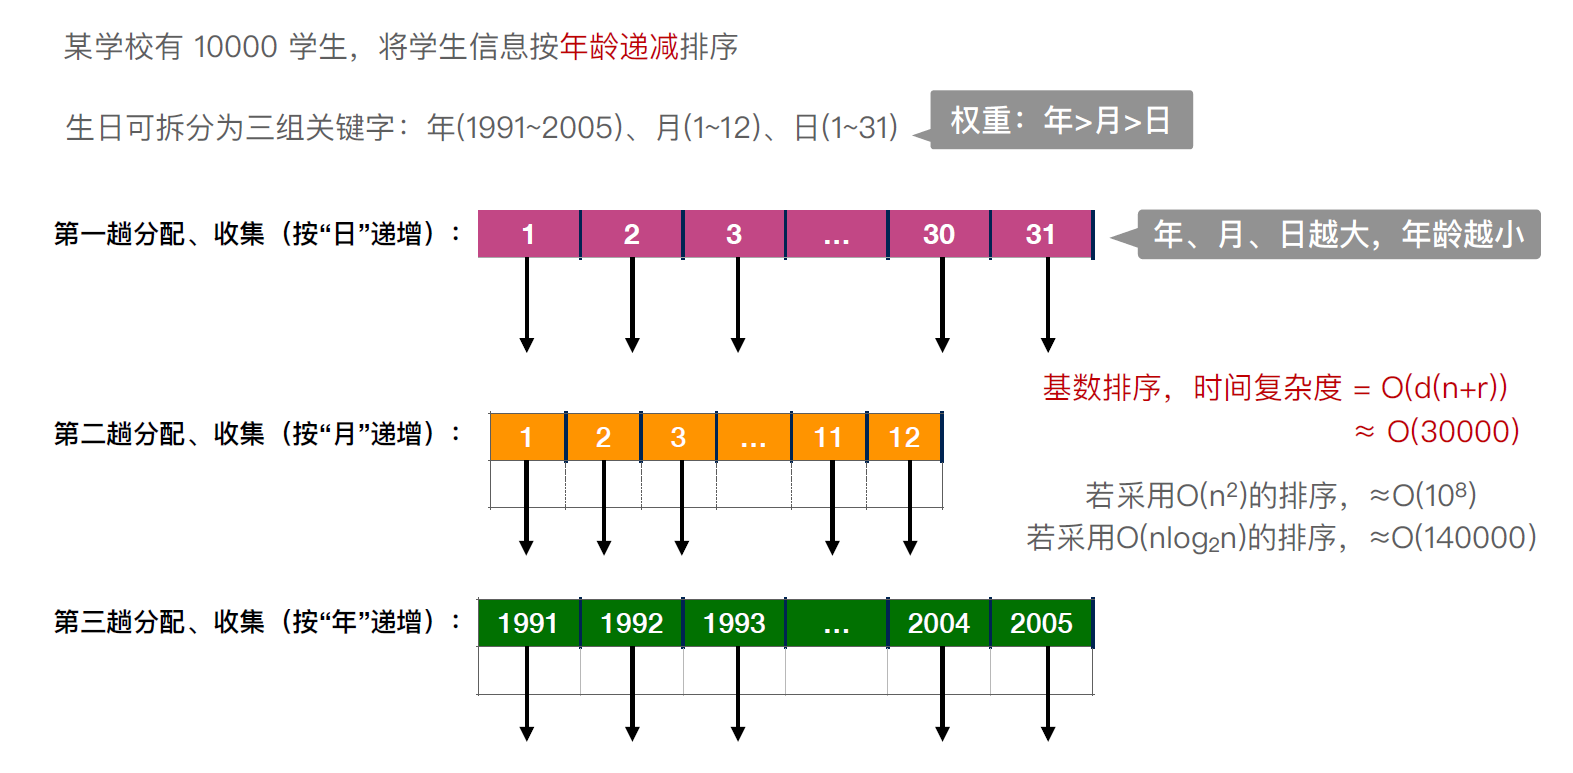 某学校有 10000 学生，将学生信息按年龄递减排序
生日可拆分为三组关键字：年(1991~2005)、月(1~12)、日(1~31)
权重：年>月>日
第一趟分配、收集（按“日”递增）：
1 2 3 ... 30 31
年、月、日越大，年龄越小
基数排序，时间复杂度 = O(d(n+r))
≈ O(30000)
第二趟分配、收集（按“月”递增）：
1 2 3 ... 11 12
若采用O(n²)的排序，≈O(10⁸)
若采用O(nlog₂n)的排序，≈O(140000)
第三趟分配、收集（按“年”递增）：
1991 1992 1993 ... 2004 2005